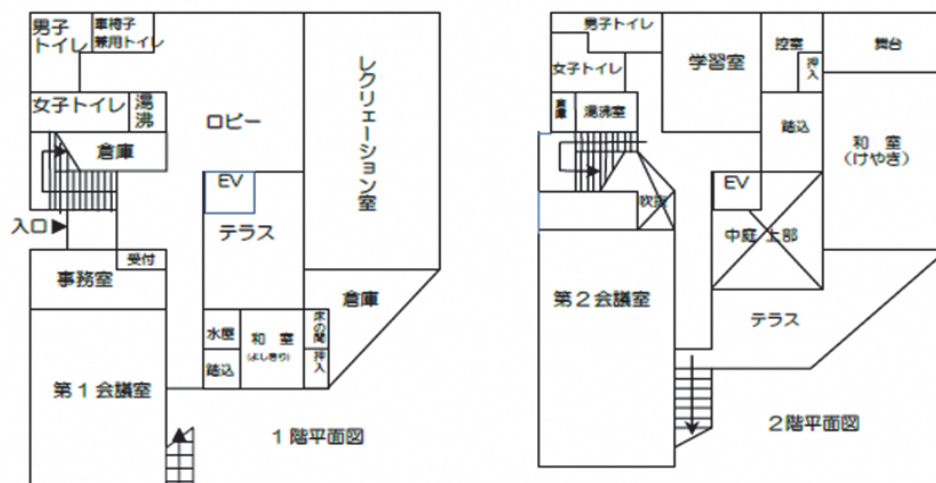 男子
トイレ
車椅子
兼用トイレ
女子トイレ
湯沸
倉庫
ロビー
レクリェーション室
EV
テラス
入口
受付
事務室
倉庫
水屋
和室
(よしきり)
床の間
踏込
押入
第1会議室
1階平面図
男子トイレ
女子トイレ
倉庫
湯沸室
学習室
控室
押入
舞台
踏込
和室
(けやき)
吹抜
EV
中庭上部
第2会議室
テラス
2階平面図